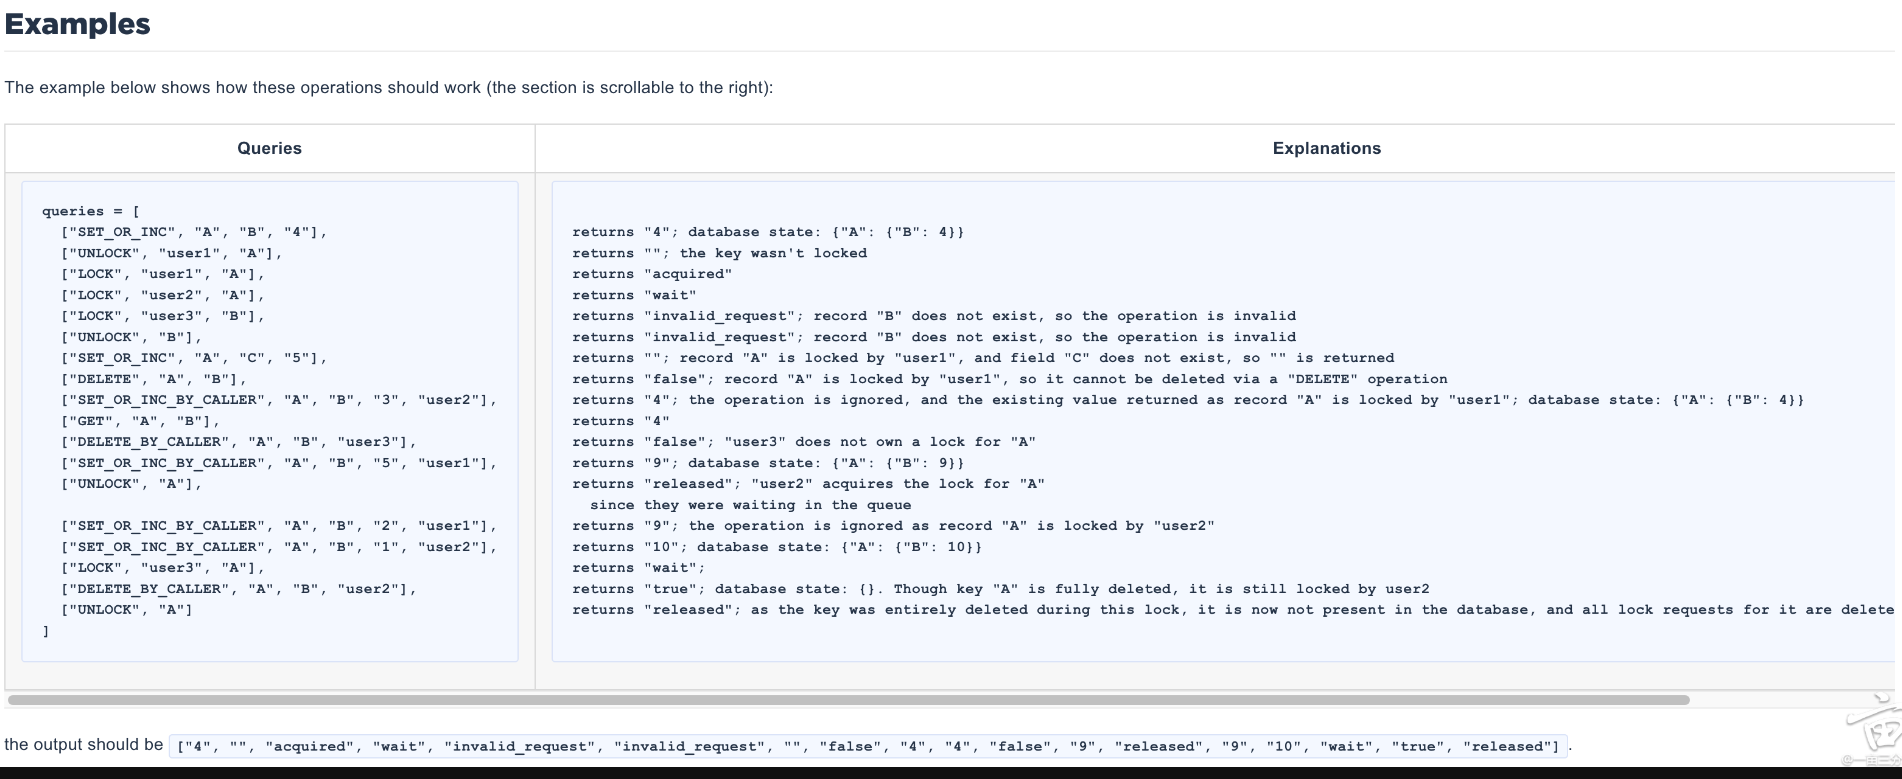 Examples
The example below shows how these operations should work (the section is scrollable to the right):
Queries
Explanations
queries = [
["SET_OR_INC", "A", "B", "4"],
["UNLOCK", "user1", "A"],
["LOCK", "user1", "A"],
["LOCK", "user2", "A"],
["LOCK", "user3", "B"],
["UNLOCK", "B"],
["SET_OR_INC", "A", "C", "5"],
["DELETE", "A", "B"],
["SET_OR_INC_BY_CALLER", "A", "B", "3", "user2"],
["GET", "A", "B"],
["DELETE_BY_CALLER", "A", "B", "user3"],
["SET_OR_INC_BY_CALLER", "A", "B", "5", "user1"],
["UNLOCK", "A"],
["SET_OR_INC_BY_CALLER", "A", "B", "2", "user1"],
["SET_OR_INC_BY_CALLER", "A", "B", "1", "user2"],
["LOCK", "user3", "A"],
["DELETE_BY_CALLER", "A", "B", "user2"],
["UNLOCK", "A"]
]
returns "4"; database state: {"A": {"B": 4}}
returns ""; the key wasn't locked
returns "acquired"
returns "wait"
returns "invalid_request"; record "B" does not exist, so the operation is invalid
returns "invalid_request"; record "B" does not exist, so the operation is invalid
returns ""; record "A" is locked by "user1", and field "C" does not exist, so "" is returned
returns "false"; record "A" is locked by "user1", so it cannot be deleted via a "DELETE" operation
returns "4"; the operation is ignored, and the existing value returned as record "A" is locked by "user1"; database state: {"A": {"B": 4}}
returns "4"
returns "false"; "user3" does not own a lock for "A"
returns "9"; database state: {"A": {"B": 9}}
returns "released"; "user2" acquires the lock for "A"
since they were waiting in the queue
returns "9"; the operation is ignored as record "A" is locked by "user2"
returns "10"; database state: {"A": {"B": 10}}
returns "wait";
returns "true"; database state: {}. Though key "A" is fully deleted, it is still locked by user2
returns "released"; as the key was entirely deleted during this lock, it is now not present in the database, and all lock requests for it are delete
the output should be ["4", "", "acquired", "wait", "invalid_request", "invalid_request", "", "false", "4", "4", "false", "9", "released", "9", "10", "wait", "true", "released"].